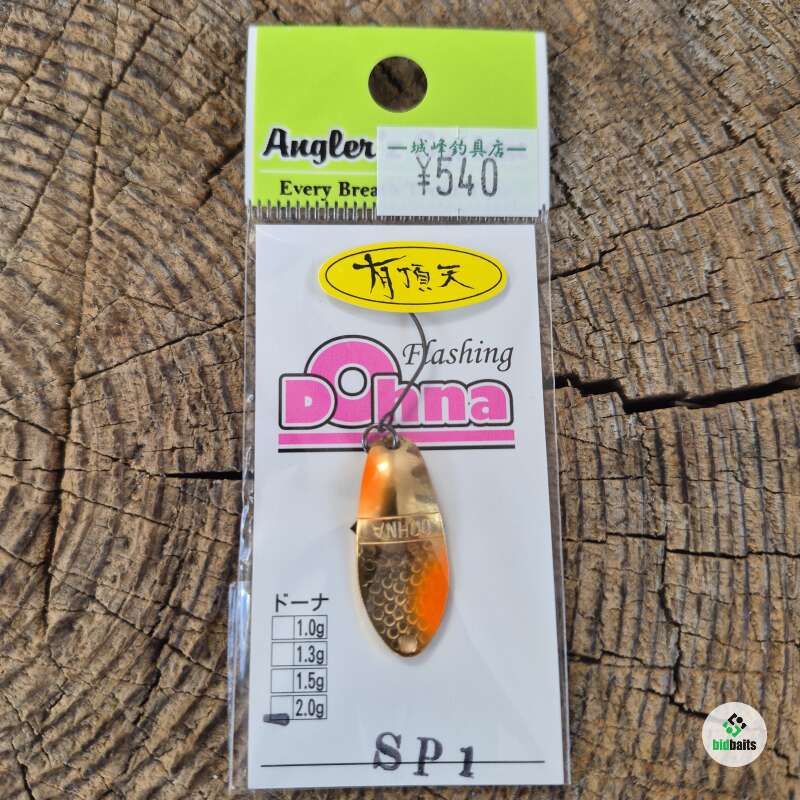 Angler
城峰釣具店
¥540
Every Brea
有頂天
Flashing
Dohna
DOHNA
ドーナ
1.0g
1.3g
1.5g
2.0g
SP1
bidbaits